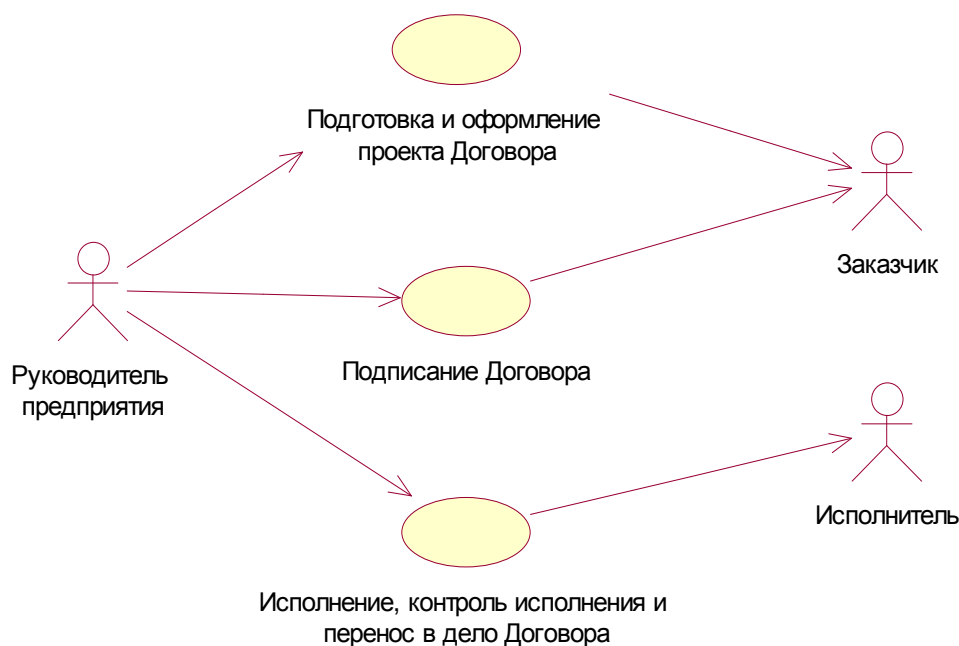 Подготовка и оформление
проекта Договора
Заказчик
Руководитель
предприятия
Подписание Договора
Исполнитель
Исполнение, контроль исполнения и
перенос в дело Договора